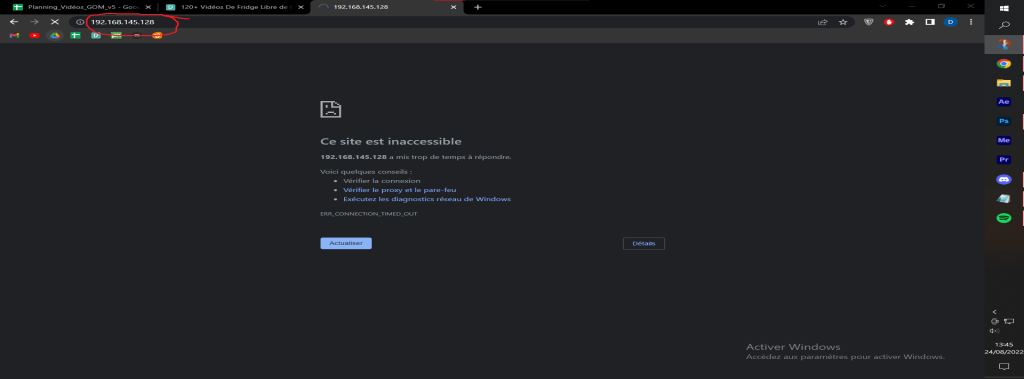 Planning_Vidéos_GOM_v5 - Goo
120+ Vidéos De Fridge Libre de
192.168.145.128
192.168.145.128
D
Ce site est inaccessible
192.168.145.128 a mis trop de temps à répondre.
Voici quelques conseils :
Vérifier la connexion
Vérifier le proxy et le pare-feu
Exécutez les diagnostics réseau de Windows
ERR_CONNECTION_TIMED_OUT
Actualiser
Détails
Activer Windows
Accédez aux paramètres pour activer Windows.
Ae
Ps
Me
Pr
13:45
24/08/2022